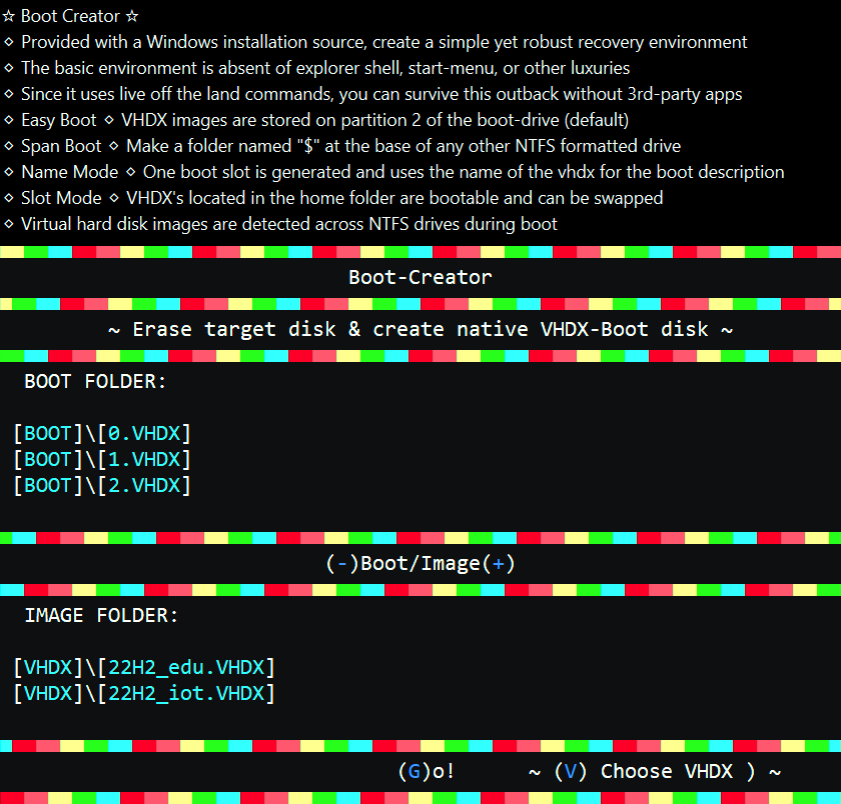 ☆ Boot Creator ☆
⋄ Provided with a Windows installation source, create a simple yet robust recovery environment
⋄ The basic environment is absent of explorer shell, start-menu, or other luxuries
⋄ Since it uses live off the land commands, you can survive this outback without 3rd-party apps
⋄ Easy Boot ⋄ VHDX images are stored on partition 2 of the boot-drive (default)
⋄ Span Boot ⋄ Make a folder named "$" at the base of any other NTFS formatted drive
⋄ Name Mode ⋄ One boot slot is generated and uses the name of the vhdx for the boot description
⋄ Slot Mode ⋄ VHDX's located in the home folder are bootable and can be swapped
⋄ Virtual hard disk images are detected across NTFS drives during boot
Boot-Creator
~ Erase target disk & create native VHDX-Boot disk ~
BOOT FOLDER:
[BOOT]\[0.VHDX]
[BOOT]\[1.VHDX]
[BOOT]\[2.VHDX]
(-)Boot/Image(+)
IMAGE FOLDER:
[VHDX]\[22H2_edu.VHDX]
[VHDX]\[22H2_iot.VHDX]
(G)o! ~ (V) Choose VHDX ) ~